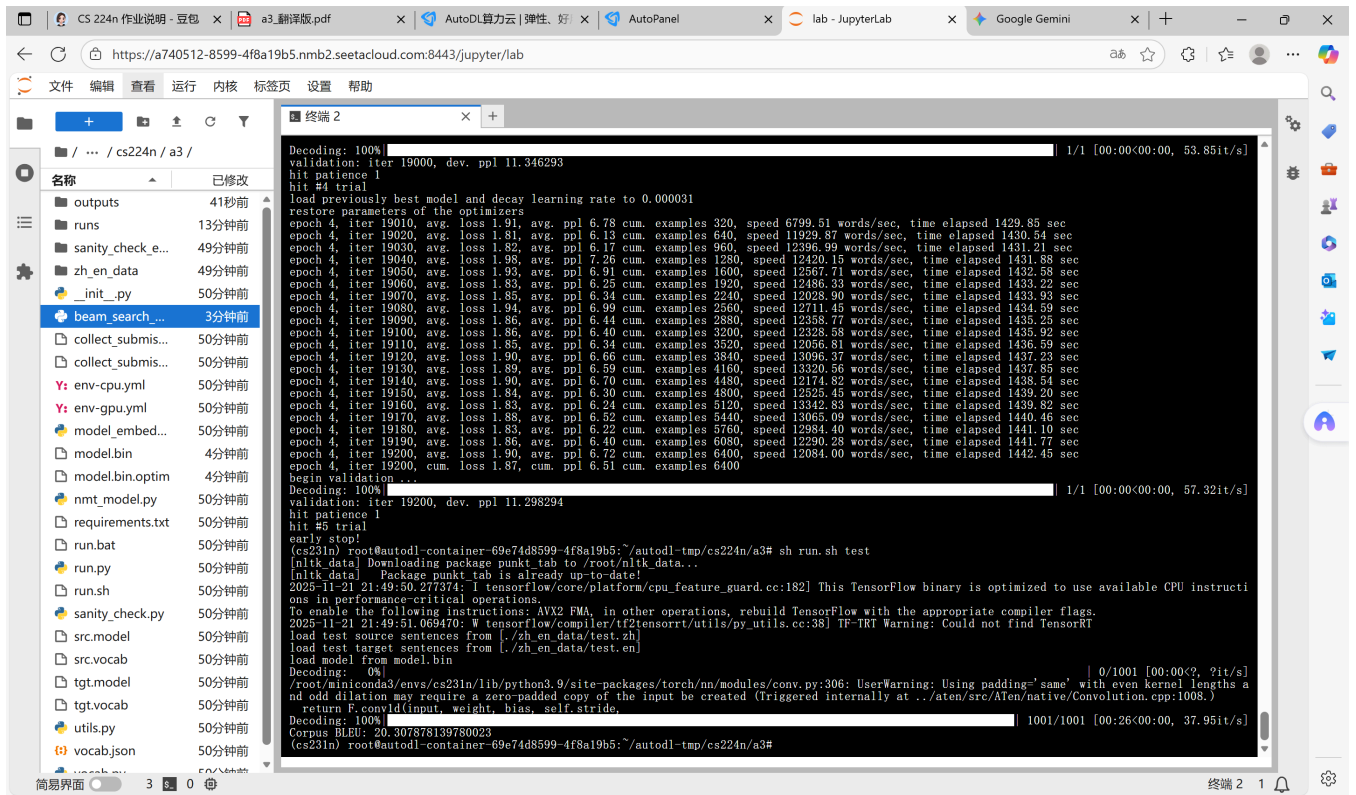 CS 224n 作业说明 - 豆包
a3_翻译版.pdf
AutoDL算力云 | 弹性、好
AutoPanel
lab - JupyterLab
Google Gemini
https://a740512-8599-4f8a19b5.nmb2.seetacloud.com:8443/jupyter/lab
文件 编辑 查看 运行 内核 标签页 设置 帮助
终端 2
/ ··· / cs224n / a3 /
名称 已修改
outputs 41秒前
runs 13分钟前
sanity_check_e... 49分钟前
zh_en_data 49分钟前
__init__.py 50分钟前
beam_search_... 3分钟前
collect_submis... 50分钟前
collect_submis... 50分钟前
Y: env-cpu.yml 50分钟前
Y: env-gpu.yml 50分钟前
model_embed... 50分钟前
model.bin 4分钟前
model.bin.optim 4分钟前
nmt_model.py 50分钟前
requirements.txt 50分钟前
run.bat 50分钟前
run.py 50分钟前
run.sh 50分钟前
sanity_check.py 50分钟前
src.model 50分钟前
src.vocab 50分钟前
tgt.model 50分钟前
tgt.vocab 50分钟前
utils.py 50分钟前
vocab.json 50分钟前
vocab.py 50分钟前
Decoding: 100%| | 1/1 [00:00<00:00, 53.85it/s]
validation: iter 19000, dev. ppl 11.346293
hit patience 1
hit #4 trial
load previously best model and decay learning rate to 0.000031
restore parameters of the optimizers
epoch 4, iter 19010, avg. loss 1.91, avg. ppl 6.78 cum. examples 320, speed 6799.51 words/sec, time elapsed 1429.85 sec
epoch 4, iter 19020, avg. loss 1.81, avg. ppl 6.13 cum. examples 640, speed 11929.87 words/sec, time elapsed 1430.54 sec
epoch 4, iter 19030, avg. loss 1.82, avg. ppl 6.17 cum. examples 960, speed 12396.99 words/sec, time elapsed 1431.21 sec
epoch 4, iter 19040, avg. loss 1.98, avg. ppl 7.26 cum. examples 1280, speed 12420.15 words/sec, time elapsed 1431.88 sec
epoch 4, iter 19050, avg. loss 1.93, avg. ppl 6.91 cum. examples 1600, speed 12567.71 words/sec, time elapsed 1432.58 sec
epoch 4, iter 19060, avg. loss 1.83, avg. ppl 6.25 cum. examples 1920, speed 12486.33 words/sec, time elapsed 1433.22 sec
epoch 4, iter 19070, avg. loss 1.85, avg. ppl 6.34 cum. examples 2240, speed 12028.90 words/sec, time elapsed 1433.93 sec
epoch 4, iter 19080, avg. loss 1.94, avg. ppl 6.99 cum. examples 2560, speed 12711.45 words/sec, time elapsed 1434.59 sec
epoch 4, iter 19090, avg. loss 1.86, avg. ppl 6.44 cum. examples 2880, speed 12358.77 words/sec, time elapsed 1435.25 sec
epoch 4, iter 19100, avg. loss 1.86, avg. ppl 6.40 cum. examples 3200, speed 12328.58 words/sec, time elapsed 1435.92 sec
epoch 4, iter 19110, avg. loss 1.85, avg. ppl 6.34 cum. examples 3520, speed 12056.81 words/sec, time elapsed 1436.59 sec
epoch 4, iter 19120, avg. loss 1.90, avg. ppl 6.66 cum. examples 3840, speed 13096.37 words/sec, time elapsed 1437.23 sec
epoch 4, iter 19130, avg. loss 1.89, avg. ppl 6.59 cum. examples 4160, speed 13320.56 words/sec, time elapsed 1437.85 sec
epoch 4, iter 19140, avg. loss 1.90, avg. ppl 6.70 cum. examples 4480, speed 12174.82 words/sec, time elapsed 1438.54 sec
epoch 4, iter 19150, avg. loss 1.84, avg. ppl 6.30 cum. examples 4800, speed 12525.45 words/sec, time elapsed 1439.20 sec
epoch 4, iter 19160, avg. loss 1.83, avg. ppl 6.24 cum. examples 5120, speed 13342.83 words/sec, time elapsed 1439.82 sec
epoch 4, iter 19170, avg. loss 1.88, avg. ppl 6.52 cum. examples 5440, speed 13065.09 words/sec, time elapsed 1440.46 sec
epoch 4, iter 19180, avg. loss 1.83, avg. ppl 6.22 cum. examples 5760, speed 12984.40 words/sec, time elapsed 1441.10 sec
epoch 4, iter 19190, avg. loss 1.86, avg. ppl 6.40 cum. examples 6080, speed 12290.28 words/sec, time elapsed 1441.77 sec
epoch 4, iter 19200, avg. loss 1.90, avg. ppl 6.72 cum. examples 6400, speed 12084.00 words/sec, time elapsed 1442.45 sec
epoch 4, iter 19200, cum. loss 1.87, cum. ppl 6.51 cum. examples 6400
begin validation ...
Decoding: 100%| | 1/1 [00:00<00:00, 57.32it/s]
validation: iter 19200, dev. ppl 11.298294
hit patience 1
hit #5 trial
early stop!
(cs231n) root@autodl-container-69e74d8599-4f8a19b5:~/autodl-tmp/cs224n/a3# sh run.sh test
[nltk_data] Downloading package punkt_tab to /root/nltk_data...
[nltk_data] Package punkt_tab is already up-to-date!
2025-11-21 21:49:50.277374: I tensorflow/core/platform/cpu_feature_guard.cc:182] This TensorFlow binary is optimized to use available CPU instructi
ons in performance-critical operations.
To enable the following instructions: AVX2 FMA, in other operations, rebuild TensorFlow with the appropriate compiler flags.
2025-11-21 21:49:51.069470: W tensorflow/compiler/tf2tensorrt/utils/py_utils.cc:38] TF-TRT Warning: Could not find TensorRT
load test source sentences from [./zh_en_data/test.zh]
load test target sentences from [./zh_en_data/test.en]
load model from model.bin
Decoding: 0%| | 0/1001 [00:00<?, ?it/s]
/root/miniconda3/envs/cs231n/lib/python3.9/site-packages/torch/nn/modules/conv.py:306: UserWarning: Using padding='same' with even kernel lengths a
nd odd dilation may require a zero-padded copy of the input be created (Triggered internally at ../aten/src/ATen/native/Convolution.cpp:1008.)
return F.conv1d(input, weight, bias, self.stride,
Decoding: 100%| | 1001/1001 [00:26<00:00, 37.95it/s]
Corpus BLEU: 20.307878139780023
(cs231n) root@autodl-container-69e74d8599-4f8a19b5:~/autodl-tmp/cs224n/a3#
简易界面 3 0
终端 2 1